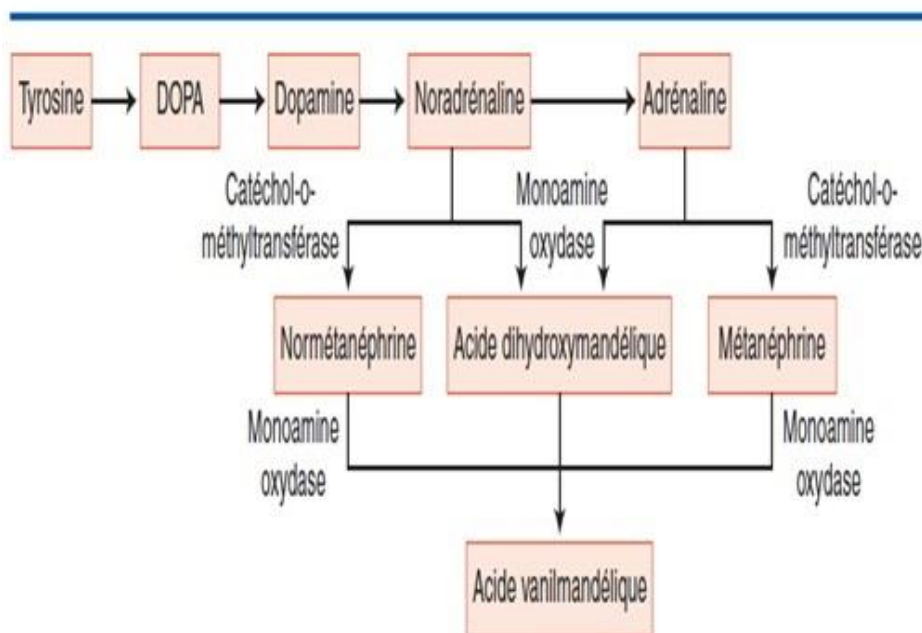 Tyrosine
DOPA
Dopamine
Noradrénaline
Adrénaline
Catéchol-o-
méthyltransférase
Monoamine
oxydase
Catéchol-o-
méthyltransférase
Normétanéphrine
Acide dihydroxymandélique
Métanéphrine
Monoamine
oxydase
Monoamine
oxydase
Acide vanilmandélique